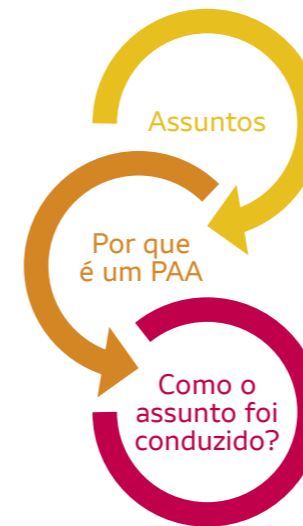 Assuntos
Por que
é um PAA
Como o
assunto foi
conduzido?